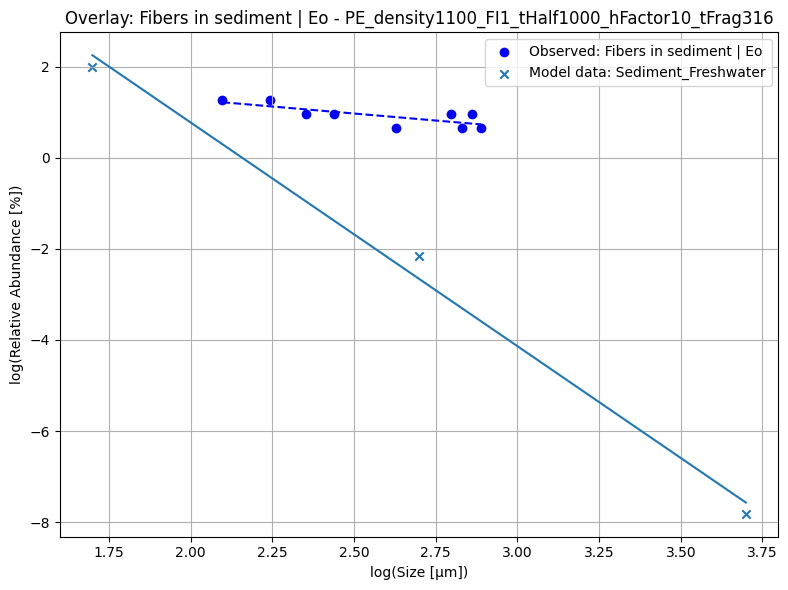 Overlay: Fibers in sediment | Eo - PE_density1100_FI1_tHalf1000_hFactor10_tFrag316
Observed: Fibers in sediment | Eo
Model data: Sediment_Freshwater
log(Relative Abundance [%])
2
0
−2
−4
−6
−8
1.75 2.00 2.25 2.50 2.75 3.00 3.25 3.50 3.75
log(Size [µm])